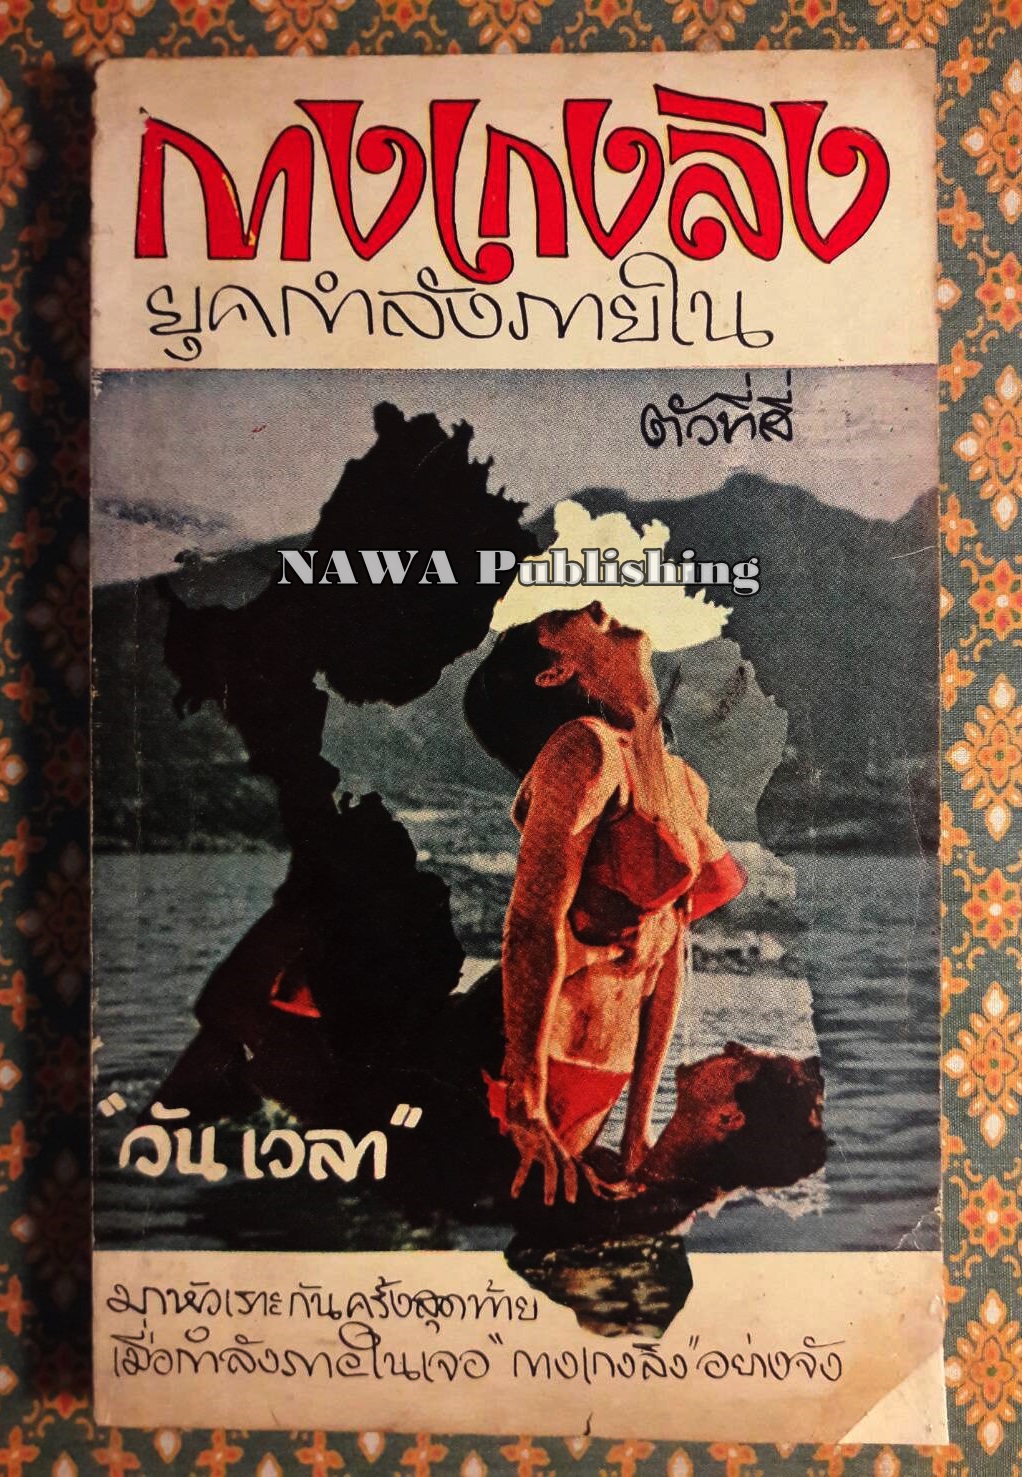 กางเกงลิง
ยุคกำลังภายใน
ตัวที่สี่
NAWA Publishing
"วัน เวลา"
มาหัวเราะกันครั้งสุดท้าย
เมื่อกำลังภายในเจอ"กางเกงลิง"อย่างจัง